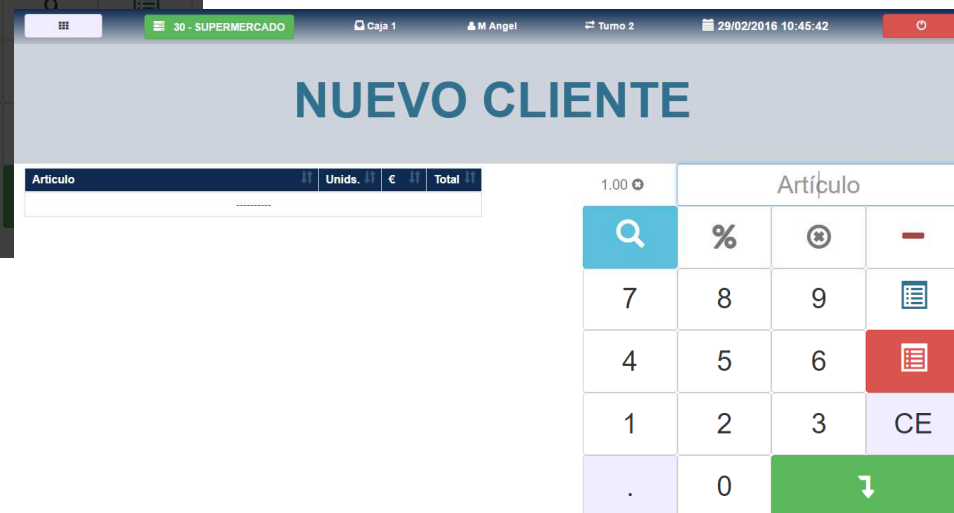 30 - SUPERMERCADO Caja 1 M Angel Turno 2 29/02/2016 10:45:42
NUEVO CLIENTE
Articulo Unids. € Total
----------
1.00 Artículo
%
7 8 9
4 5 6
1 2 3 CE
. 0